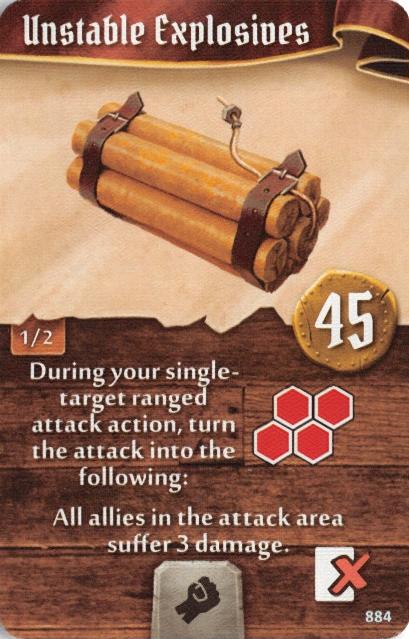 Unstable Explosives
45
1/2
During your single-
target ranged
attack action, turn
the attack into the
following:
All allies in the attack area
suffer 3 damage.
884